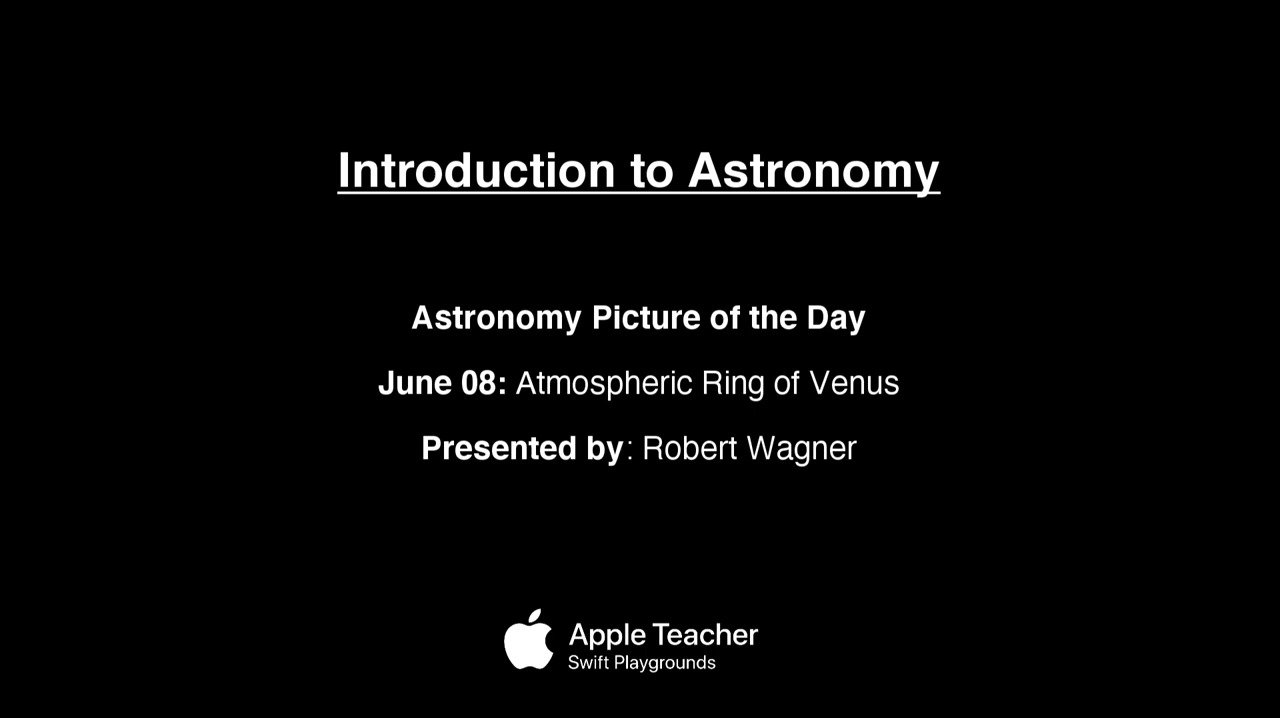 Introduction to Astronomy
Astronomy Picture of the Day
June 08: Atmospheric Ring of Venus
Presented by: Robert Wagner
Apple Teacher
Swift Playgrounds